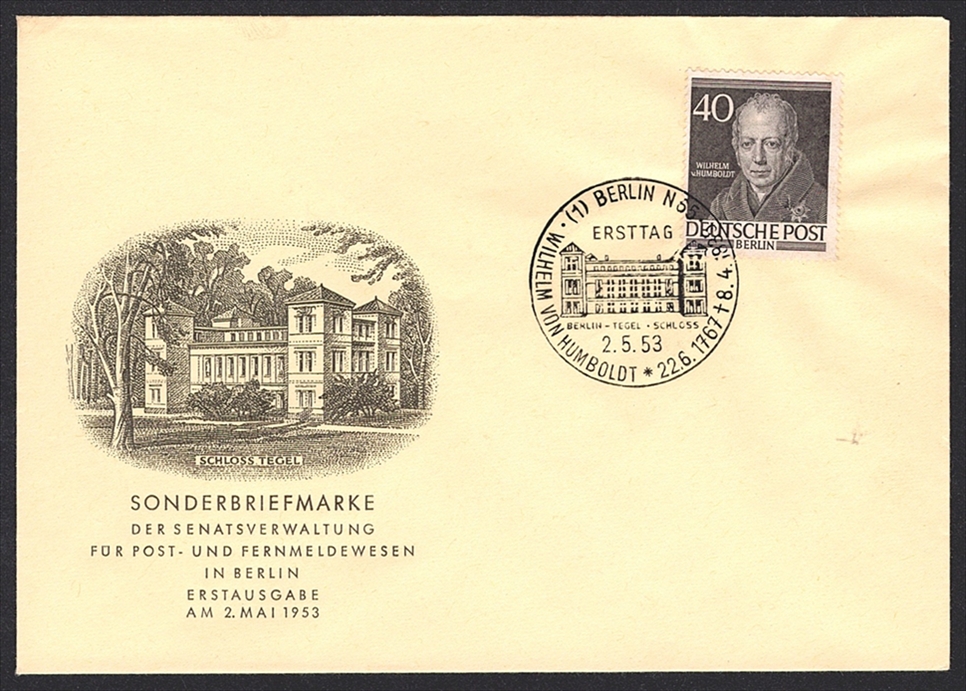 40
WILHELM
v. HUMBOLDT
DEUTSCHE POST
BERLIN
(1) BERLIN N
ERSTTAG
BERLIN - TEGEL · SCHLOSS
2.5.53
· WILHELM VON HUMBOLDT * 22.6.1767 † 8.4.
SCHLOSS TEGEL
SONDERBRIEFMARKE
DER SENATSVERWALTUNG
FÜR POST- UND FERNMELDEWESEN
IN BERLIN
ERSTAUSGABE
AM 2. MAI 1953